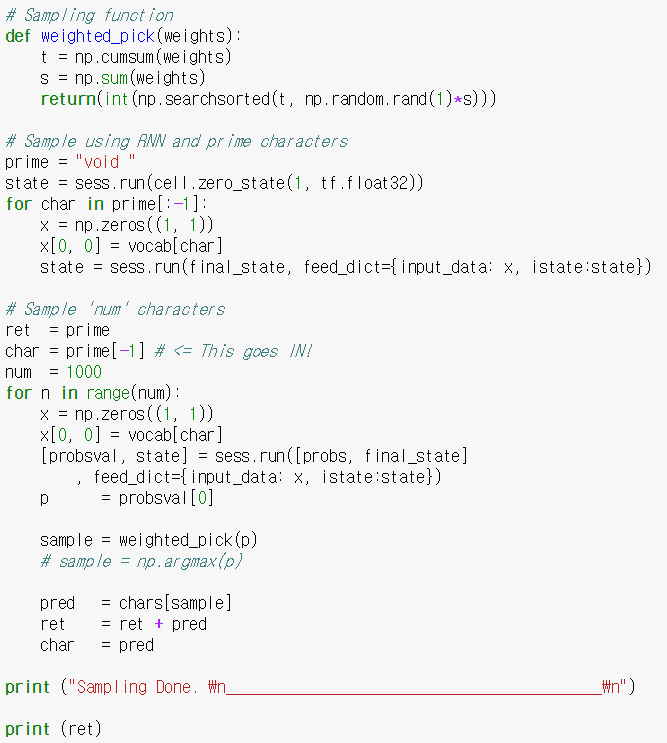 # Sampling function
def weighted_pick(weights):
    t = np.cumsum(weights)
    s = np.sum(weights)
    return(int(np.searchsorted(t, np.random.rand(1)*s)))

# Sample using RNN and prime characters
prime = "void "
state = sess.run(cell.zero_state(1, tf.float32))
for char in prime[:-1]:
    x = np.zeros((1, 1))
    x[0, 0] = vocab[char]
    state = sess.run(final_state, feed_dict={input_data: x, istate:state})

# Sample 'num' characters
ret  = prime
char = prime[-1] # <= This goes IN!
num  = 1000
for n in range(num):
    x = np.zeros((1, 1))
    x[0, 0] = vocab[char]
    [probsval, state] = sess.run([probs, final_state]
        , feed_dict={input_data: x, istate:state})
    p      = probsval[0]

    sample = weighted_pick(p)
    # sample = np.argmax(p)

    pred   = chars[sample]
    ret    = ret + pred
    char   = pred

print ("Sampling Done. ₩n___________________________________________₩n")

print (ret)